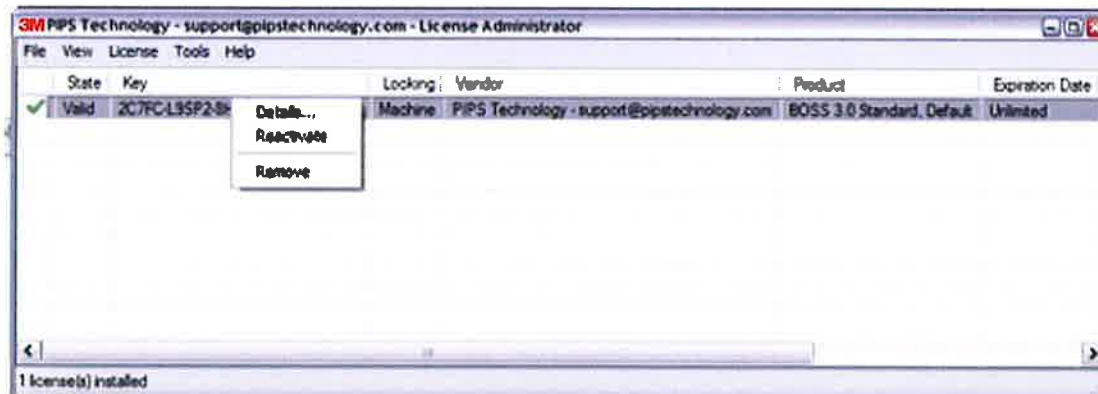 3M PIPS Technology - support@pipstechnology.com - License Administrator
File View License Tools Help
State Key Locking Vendor Product Expiration Date
Valid 2C7FC-L9SP2-8H Machine PIPS Technology - support@pipstechnology.com BOSS 3.0 Standard, Default Unlimited
Details...
Reactivate
Remove
1 license(s) installed